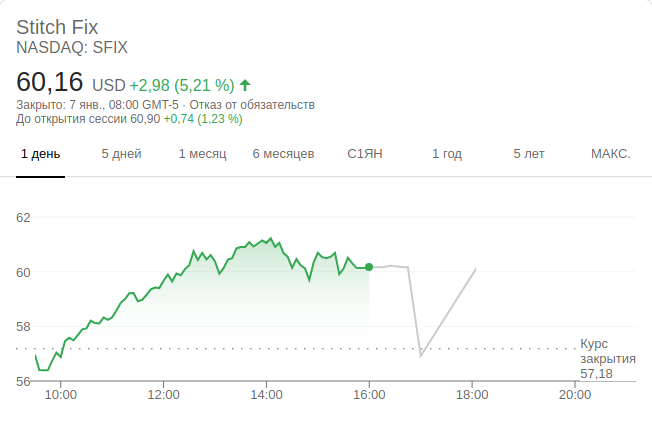 Stitch Fix
NASDAQ: SFIX
60,16 USD +2,98 (5,21 %)
Закрыто: 7 янв., 08:00 GMT-5 · Отказ от обязательств
До открытия сессии 60,90 +0,74 (1,23 %)
1 день 5 дней 1 месяц 6 месяцев С1ЯН 1 год 5 лет МАКС.
62
60
58
Курс
закрытия
57,18
56
10:00 12:00 14:00 16:00 18:00 20:00